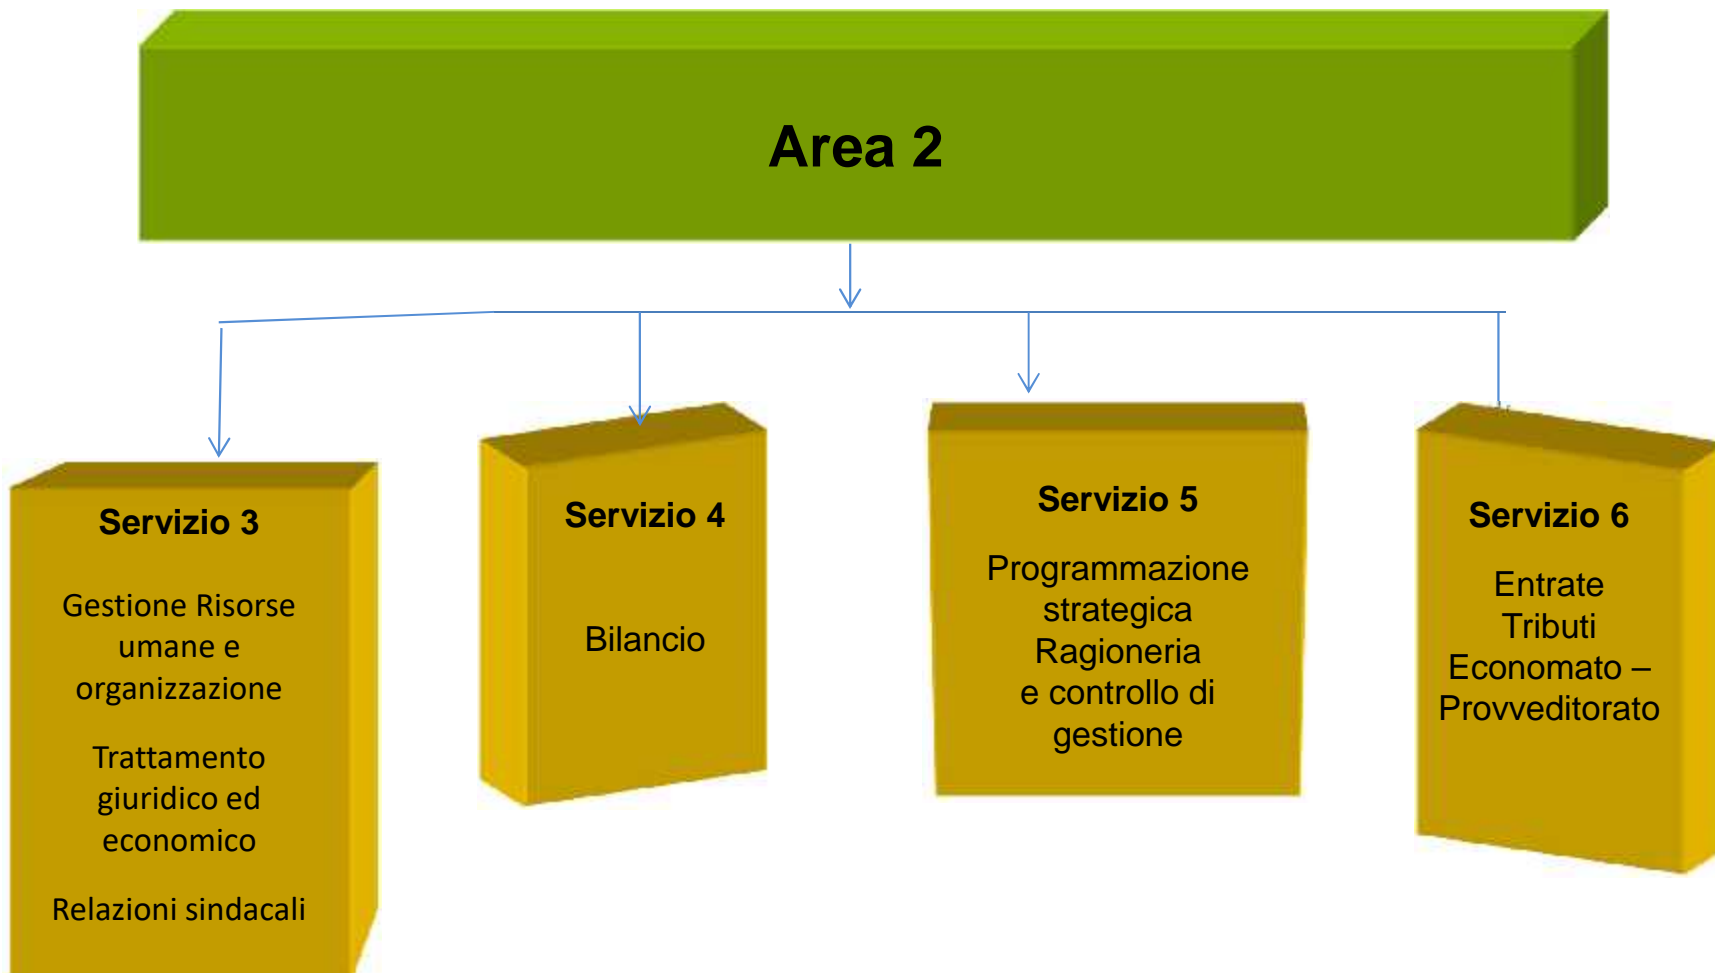 Area 2
Servizio 3
Gestione Risorse
umane e
organizzazione
Trattamento
giuridico ed
economico
Relazioni sindacali
Servizio 4
Bilancio
Servizio 5
Programmazione
strategica
Ragioneria
e controllo di
gestione
Servizio 6
Entrate
Tributi
Economato –
Provveditorato